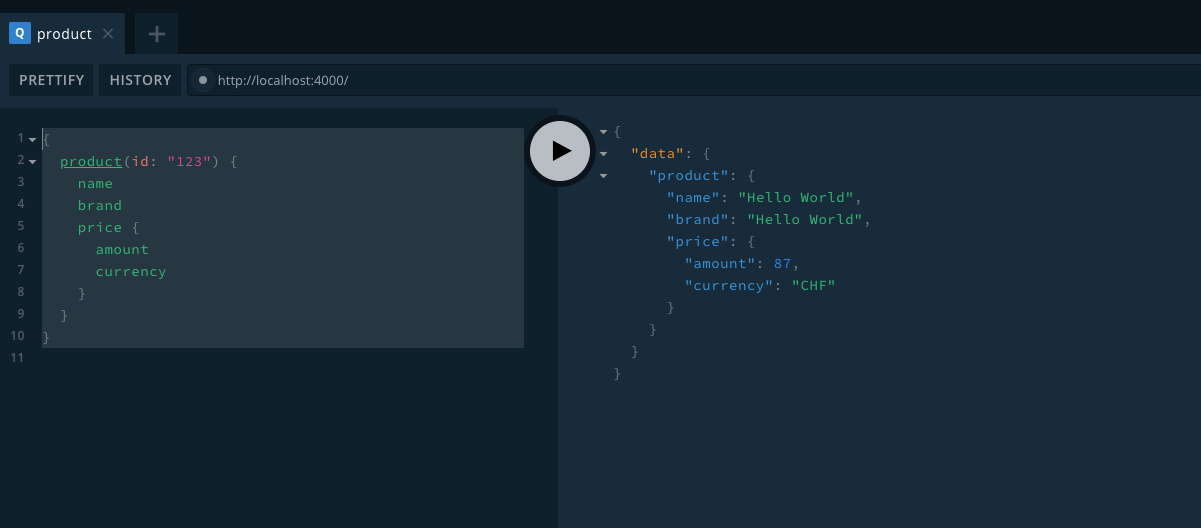 Q product
PRETTIFY HISTORY http://localhost:4000/
1 {
2 product(id: "123") {
3 name
4 brand
5 price {
6 amount
7 currency
8 }
9 }
10 }
11
{
"data": {
"product": {
"name": "Hello World",
"brand": "Hello World",
"price": {
"amount": 87,
"currency": "CHF"
}
}
}
}